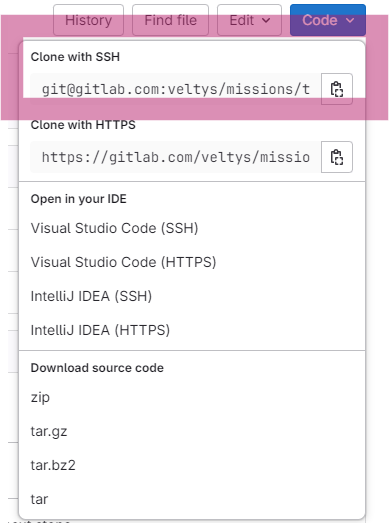 History Find file Edit Code
Clone with SSH
git@gitlab.com:veltys/missions/t
Clone with HTTPS
https://gitlab.com/veltys/missio
Open in your IDE
Visual Studio Code (SSH)
Visual Studio Code (HTTPS)
IntelliJ IDEA (SSH)
IntelliJ IDEA (HTTPS)
Download source code
zip
tar.gz
tar.bz2
tar